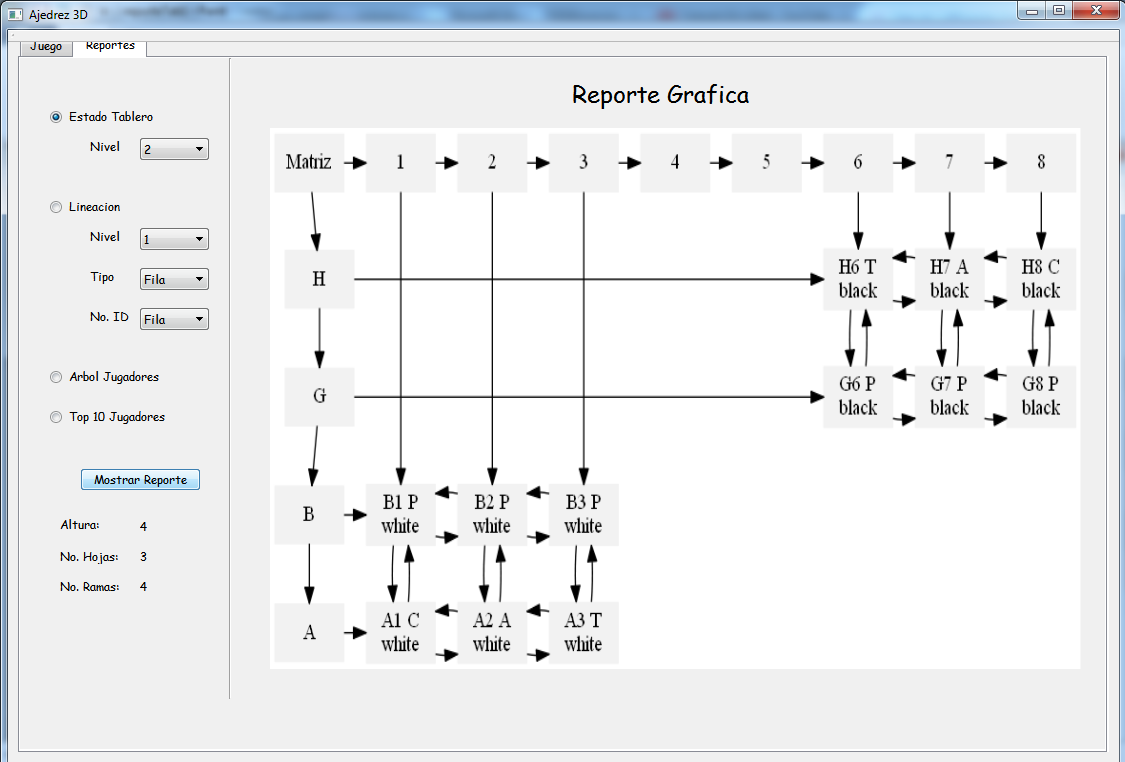 Ajedrez 3D
Juego
Reportes
Estado Tablero
Nivel 2
Lineacion
Nivel 1
Tipo Fila
No. ID Fila
Arbol Jugadores
Top 10 Jugadores
Mostrar Reporte
Altura: 4
No. Hojas: 3
No. Ramas: 4
Reporte Grafica
Matriz 1 2 3 4 5 6 7 8
H
H6 T
black
H7 A
black
H8 C
black
G
G6 P
black
G7 P
black
G8 P
black
B
B1 P
white
B2 P
white
B3 P
white
A
A1 C
white
A2 A
white
A3 T
white